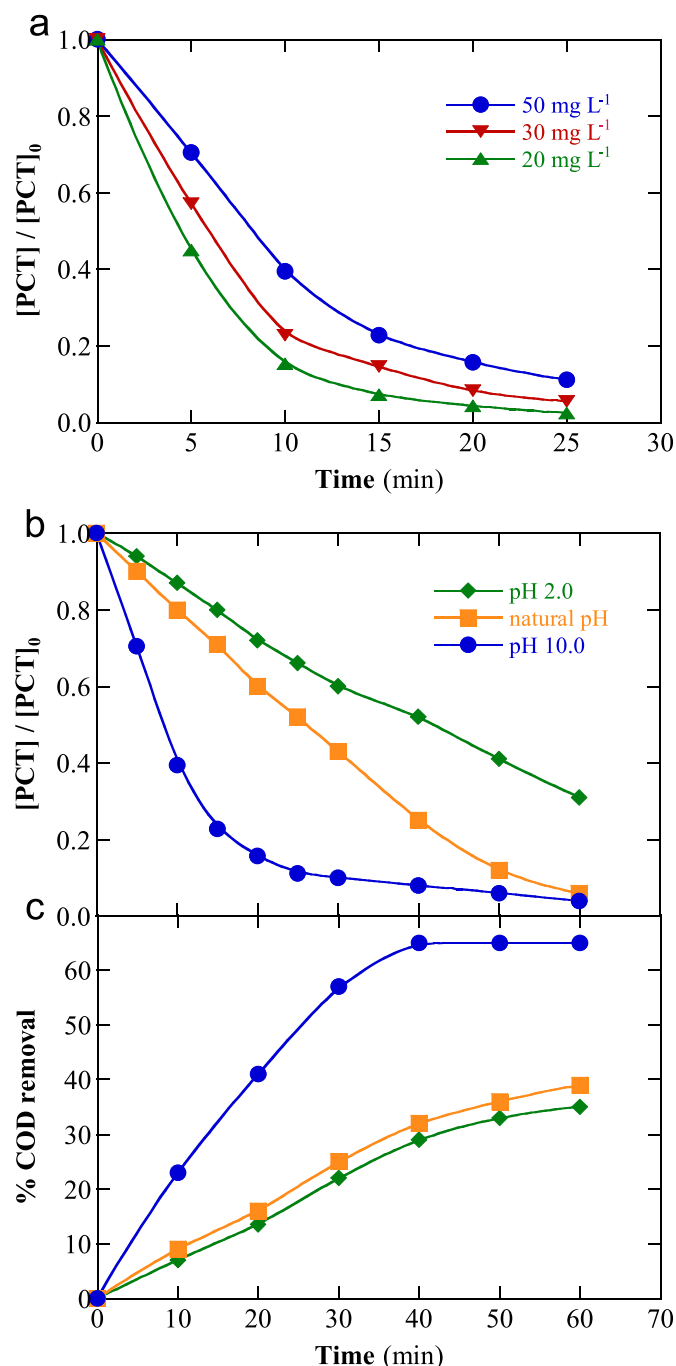 a
1.0
0.8
0.6
0.4
0.2
0.0
[PCT] / [PCT]₀
50 mg L⁻¹
30 mg L⁻¹
20 mg L⁻¹
0 5 10 15 20 25 30
Time (min)
b
1.0
0.8
0.6
0.4
0.2
0.0
[PCT] / [PCT]₀
pH 2.0
natural pH
pH 10.0
c
60
50
40
30
20
10
0
% COD removal
0 10 20 30 40 50 60 70
Time (min)